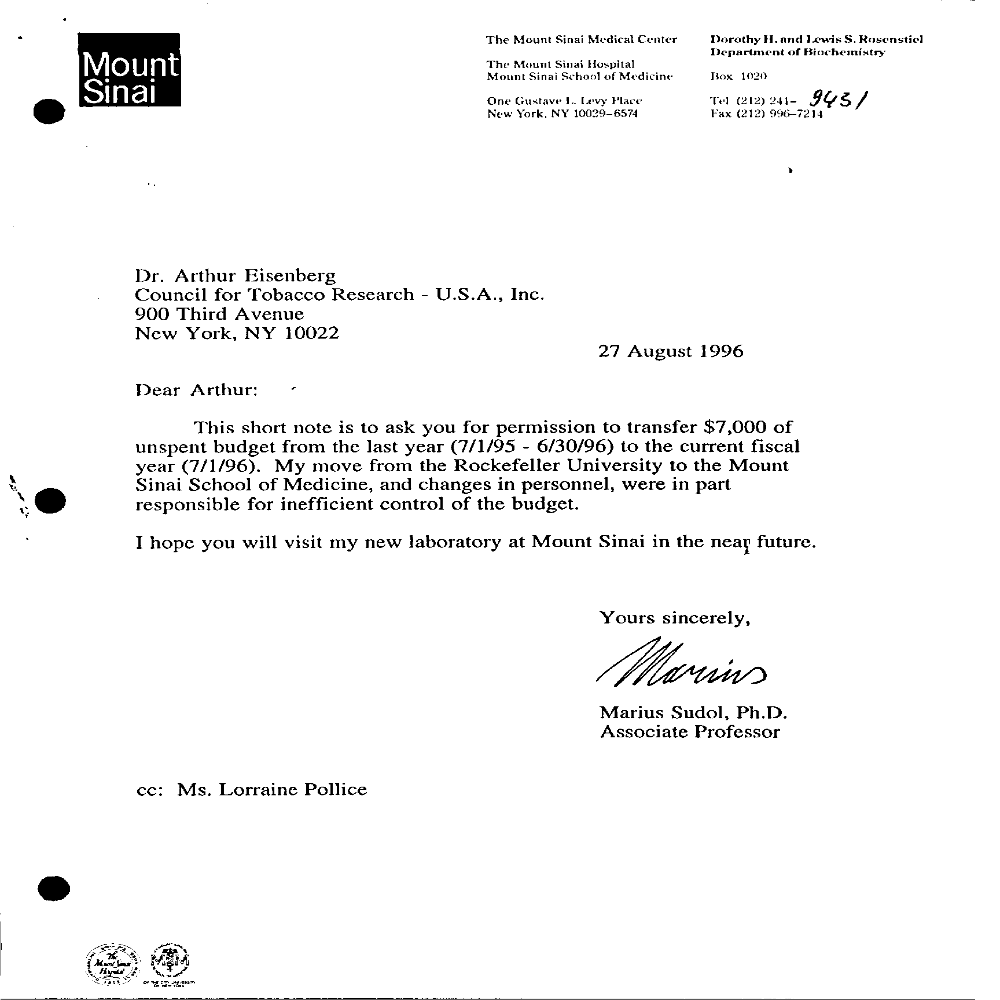 Mount
Sinai
The Mount Sinai Medical Center
The Mount Sinai Hospital
Mount Sinai School of Medicine
One Gustave L. Levy Place
New York, NY 10029-6574
Dorothy H. and Lewis S. Rosenstiel
Department of Biochemistry
Box 1020
Tel (212) 241- 9431
Fax (212) 996-7214
Dr. Arthur Eisenberg
Council for Tobacco Research - U.S.A., Inc.
900 Third Avenue
New York, NY 10022
27 August 1996
Dear Arthur:
This short note is to ask you for permission to transfer $7,000 of
unspent budget from the last year (7/1/95 - 6/30/96) to the current fiscal
year (7/1/96). My move from the Rockefeller University to the Mount
Sinai School of Medicine, and changes in personnel, were in part
responsible for inefficient control of the budget.
I hope you will visit my new laboratory at Mount Sinai in the near future.
Yours sincerely,
Marius
Marius Sudol, Ph.D.
Associate Professor
cc: Ms. Lorraine Pollice
The
Mount Sinai
Hospital